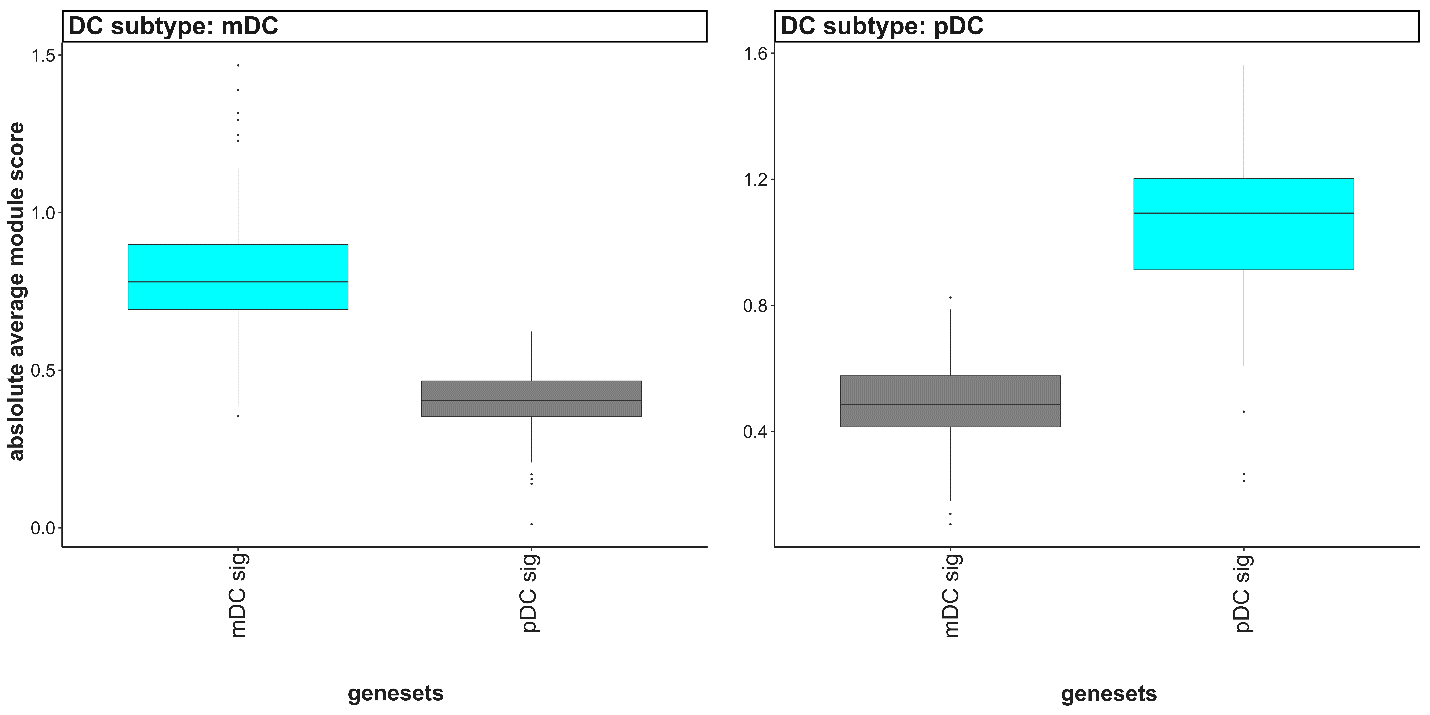 DC subtype: mDC
DC subtype: pDC
abslolute average module score
1.5
1.0
0.5
0.0
mDC sig
pDC sig
genesets
1.6
1.2
0.8
0.4
mDC sig
pDC sig
genesets